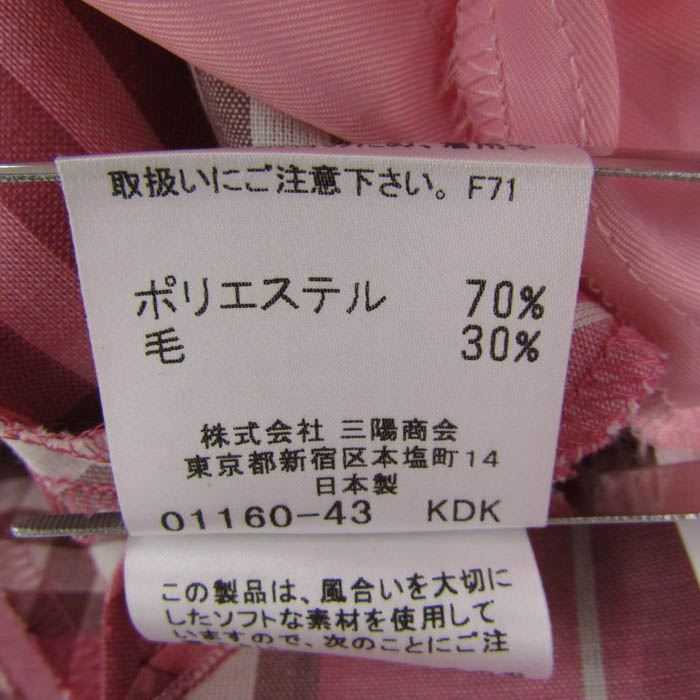 取扱いにご注意下さい。F71
ポリエステル 70%
毛 30%
株式会社 三陽商会
東京都新宿区本塩町14
日本製
01160-43 KDK
この製品は、風合いを大切に
したソフトな素材を使用して
いますので、次のことにご注